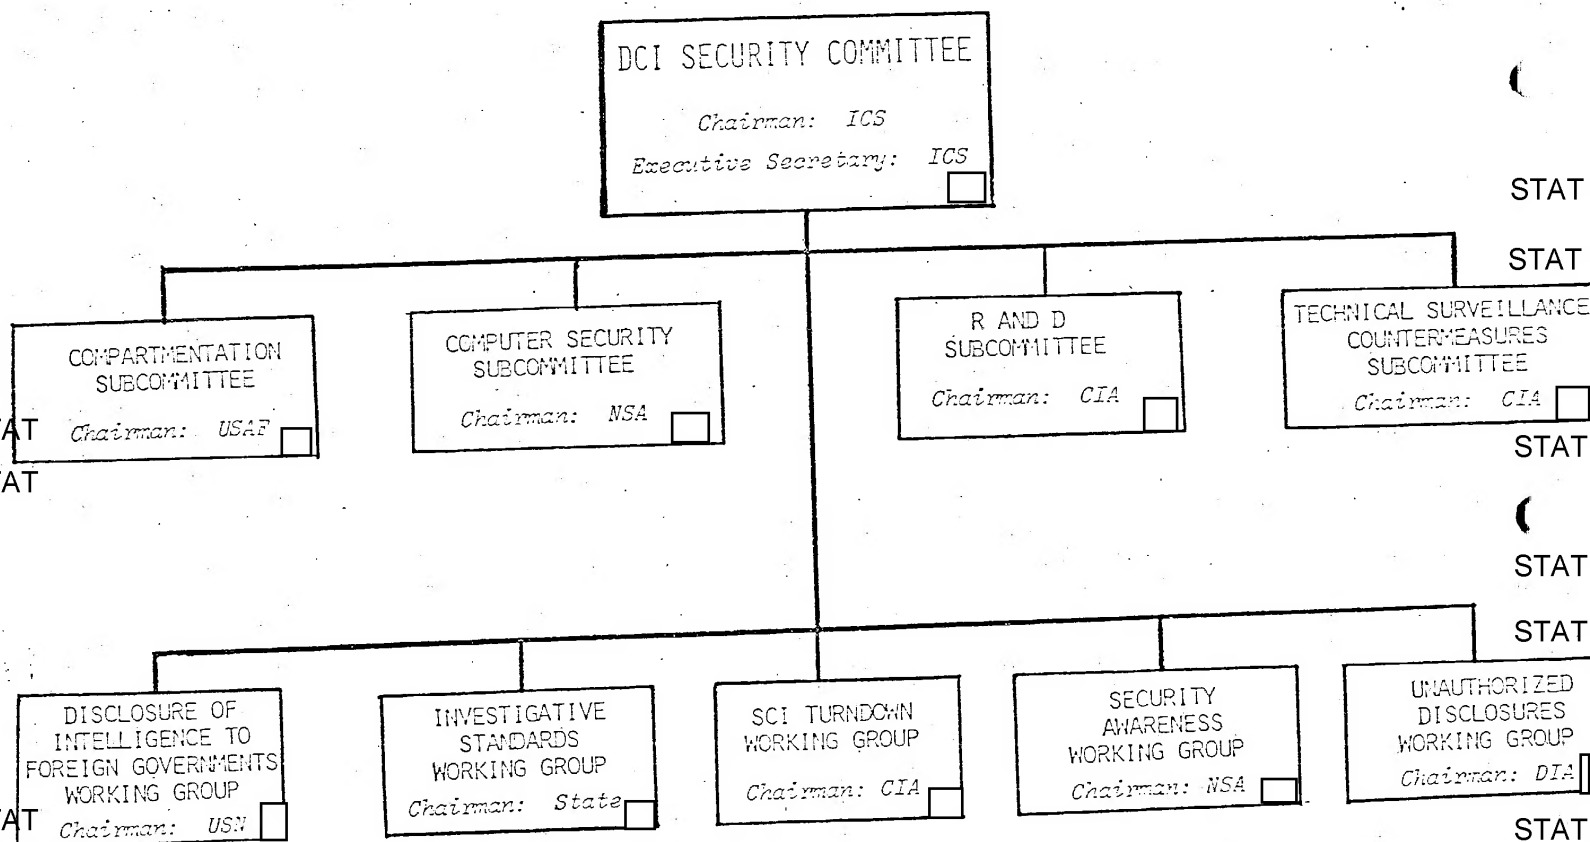 DCI SECURITY COMMITTEE
Chairman: ICS
Executive Secretary: ICS
STAT
STAT
COMPARTMENTATION
SUBCOMMITTEE
Chairman: USAF
COMPUTER SECURITY
SUBCOMMITTEE
Chairman: NSA
R AND D
SUBCOMMITTEE
Chairman: CIA
TECHNICAL SURVEILLANCE
COUNTERMEASURES
SUBCOMMITTEE
Chairman: CIA
TAT
TAT
STAT
STAT
STAT
DISCLOSURE OF
INTELLIGENCE TO
FOREIGN GOVERNMENTS
WORKING GROUP
Chairman: USN
INVESTIGATIVE
STANDARDS
WORKING GROUP
Chairman: State
SCI TURNDOWN
WORKING GROUP
Chairman: CIA
SECURITY
AWARENESS
WORKING GROUP
Chairman: NSA
UNAUTHORIZED
DISCLOSURES
WORKING GROUP
Chairman: DIA
TAT
STAT